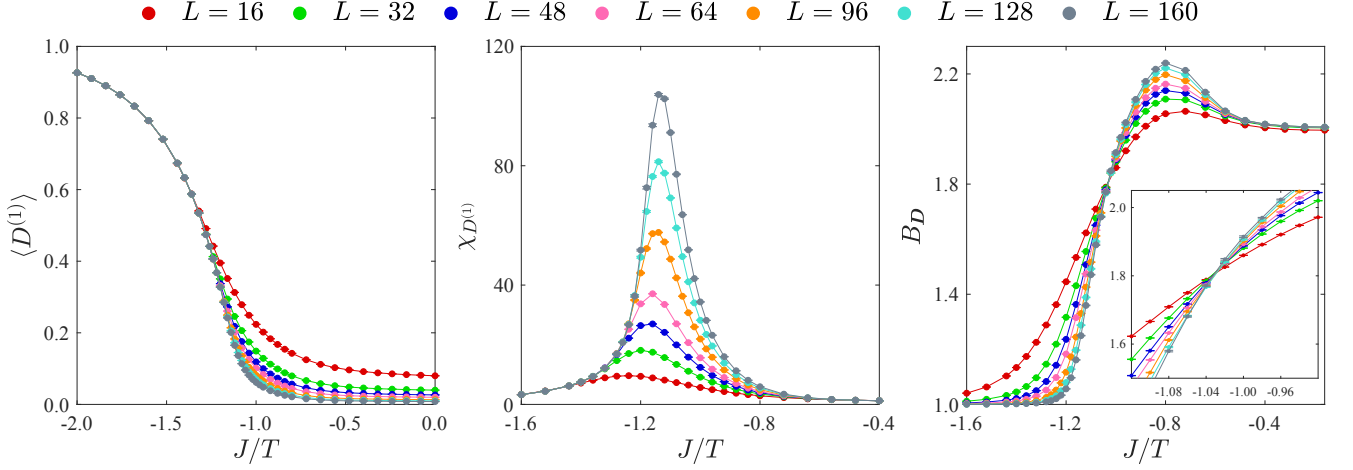 L = 16 L = 32 L = 48 L = 64 L = 96 L = 128 L = 160
⟨D⁽¹⁾⟩
1.0
0.8
0.6
0.4
0.2
0.0
-2.0 -1.5 -1.0 -0.5 0.0
J/T
χ_{D⁽¹⁾}
120
80
40
0
-1.6 -1.2 -0.8 -0.4
J/T
B_D
2.2
1.8
1.4
1.0
-1.6 -1.2 -0.8 -0.4
J/T
2.0
1.8
1.6
-1.08 -1.04 -1.00 -0.96